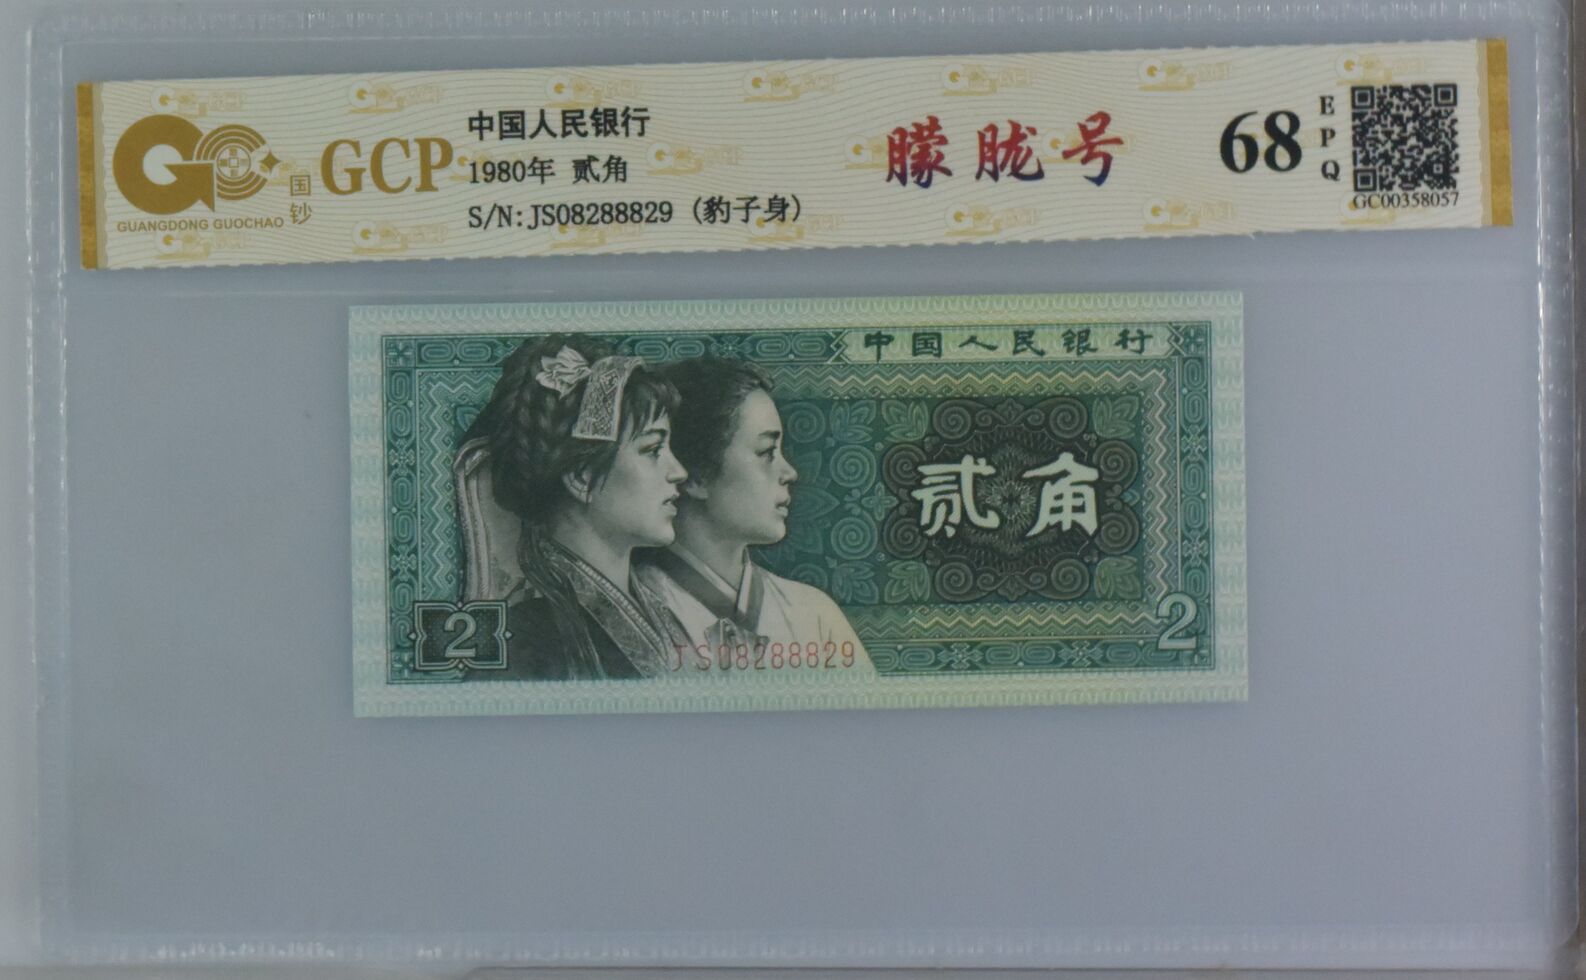 GUANGDONG GUOCHAO
国钞
GCP
中国人民银行
1980年 贰角
S/N:JS08288829 (豹子身)
朦胧号
68
EPQ
GC00358057
中国人民银行
贰角
2
2
JS08288829